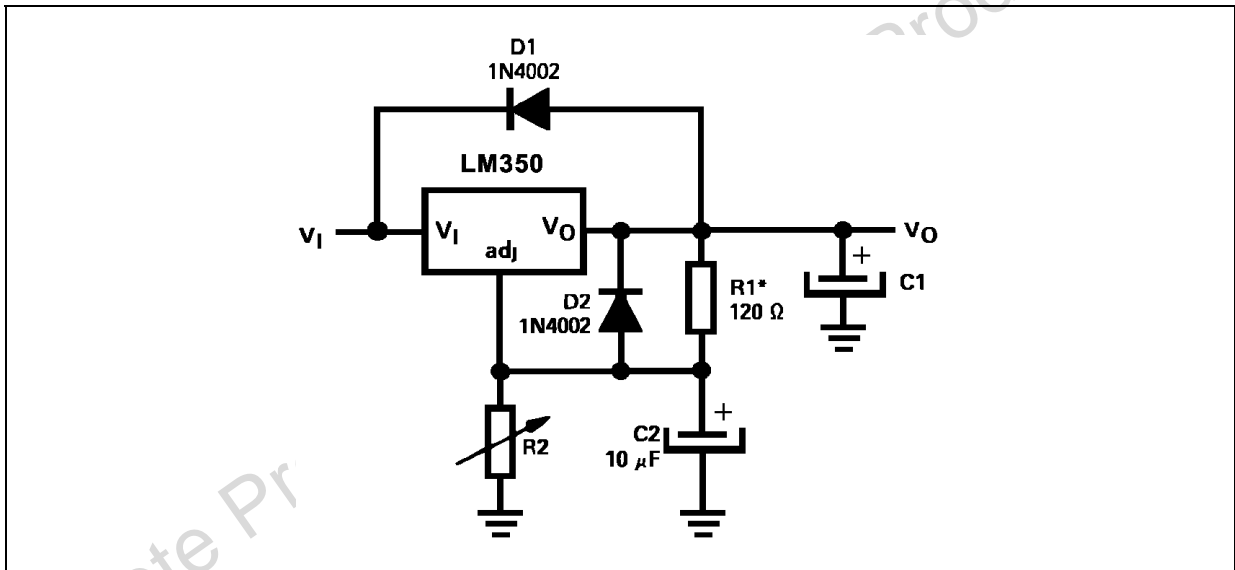 D1
1N4002
LM350
VI
VI
VO
adj
VO
D2
1N4002
R1*
120 Ω
C1
+
R2
C2
10 μF
+